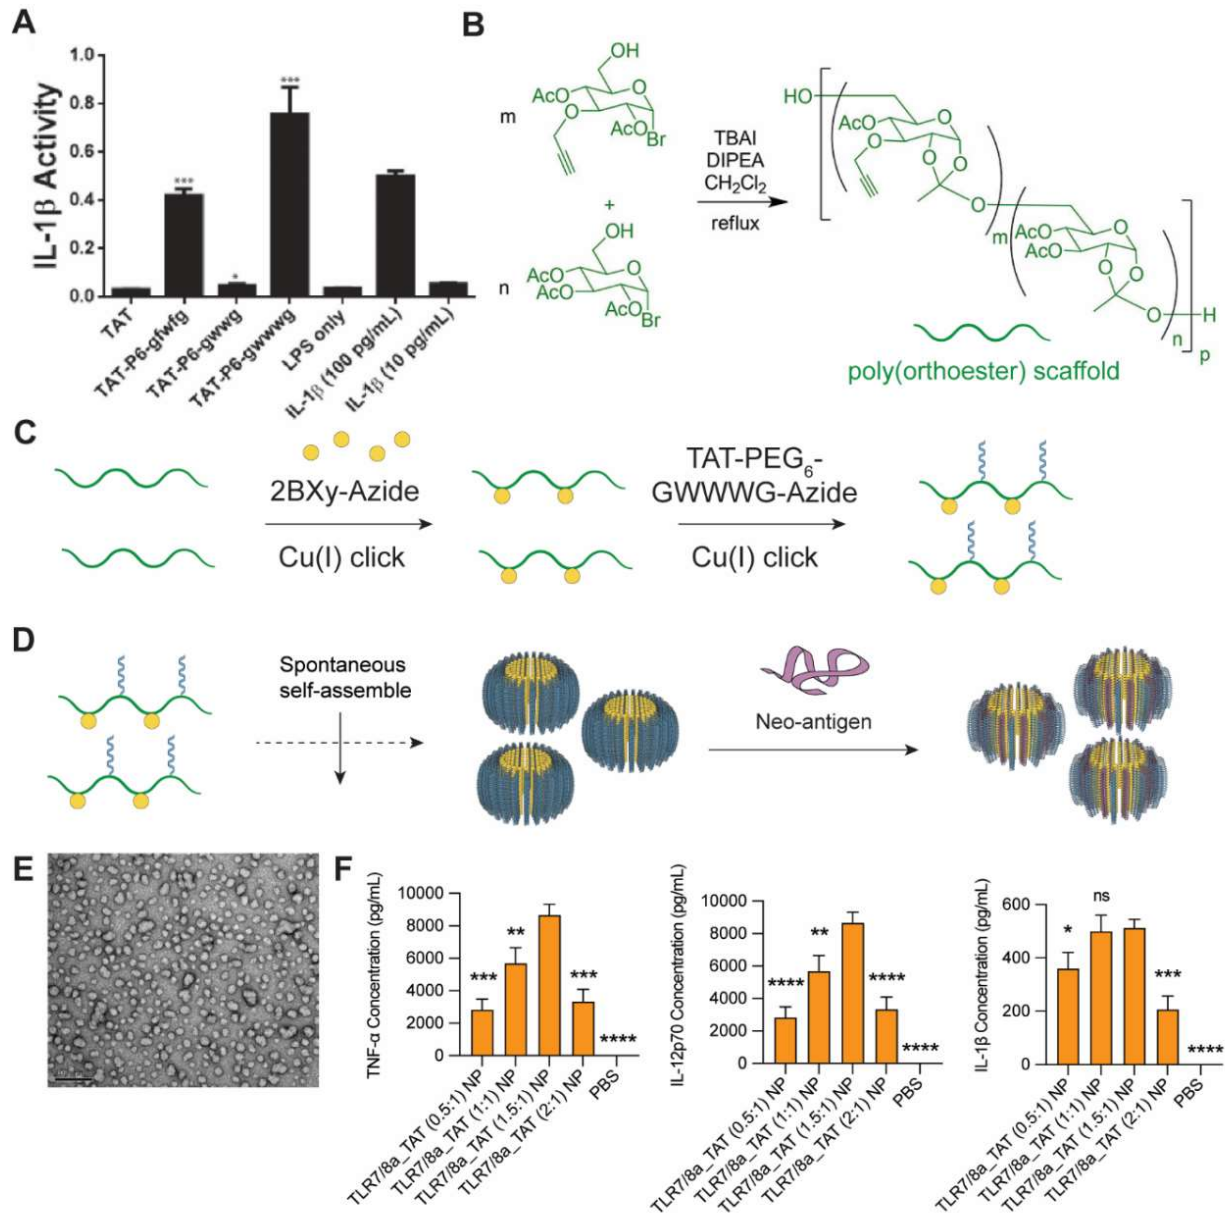 A
IL-1β Activity
1.0
0.8
0.6
0.4
0.2
0.0
***
*
***
TAT
TAT-P6-gfwfg
TAT-P6-gwwg
TAT-P6-gwwwg
LPS only
IL-1β (100 pg/mL)
IL-1β (10 pg/mL)
B
m
OH
AcO
O
O
AcO
Br
+
n
OH
AcO
O
AcO
AcO
Br
TBAI
DIPEA
CH2Cl2
reflux
HO
AcO
O
O
O
O
O
m
AcO
AcO
O
O
O
O
n
H
p
poly(orthoester) scaffold
C
2BXy-Azide
Cu(I) click
TAT-PEG6-
GWWWG-Azide
Cu(I) click
D
Spontaneous
self-assemble
Neo-antigen
E
F
TNF-α Concentration (pg/mL)
10000
8000
6000
4000
2000
0
***
**
***
****
TLR7/8a_TAT (0.5:1) NP
TLR7/8a_TAT (1:1) NP
TLR7/8a_TAT (1.5:1) NP
TLR7/8a_TAT (2:1) NP
PBS
IL-12p70 Concentration (pg/mL)
10000
8000
6000
4000
2000
0
****
**
****
****
TLR7/8a_TAT (0.5:1) NP
TLR7/8a_TAT (1:1) NP
TLR7/8a_TAT (1.5:1) NP
TLR7/8a_TAT (2:1) NP
PBS
IL-1β Concentration (pg/mL)
600
400
200
0
*
ns
***
****
TLR7/8a_TAT (0.5:1) NP
TLR7/8a_TAT (1:1) NP
TLR7/8a_TAT (1.5:1) NP
TLR7/8a_TAT (2:1) NP
PBS